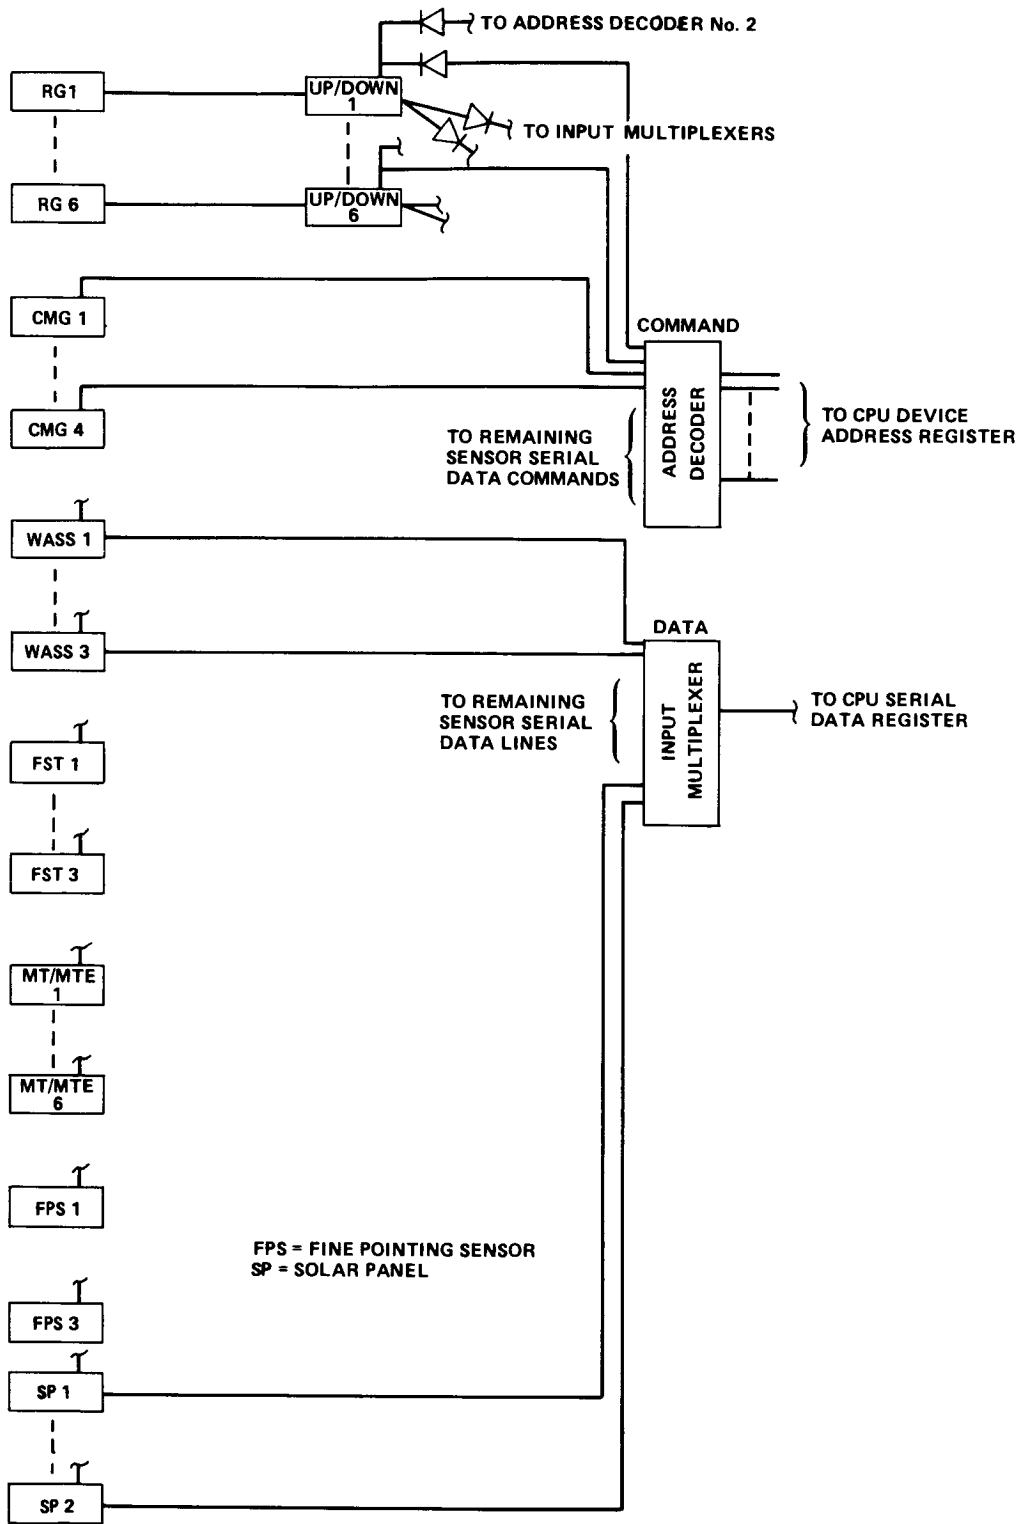 TO ADDRESS DECODER No. 2
RG1
UP/DOWN
1
TO INPUT MULTIPLEXERS
RG 6
UP/DOWN
6
CMG 1
COMMAND
ADDRESS
DECODER
TO CPU DEVICE
ADDRESS REGISTER
CMG 4
TO REMAINING
SENSOR SERIAL
DATA COMMANDS
WASS 1
DATA
WASS 3
INPUT
MULTIPLEXER
TO REMAINING
SENSOR SERIAL
DATA LINES
TO CPU SERIAL
DATA REGISTER
FST 1
FST 3
MT/MTE
1
MT/MTE
6
FPS 1
FPS = FINE POINTING SENSOR
SP = SOLAR PANEL
FPS 3
SP 1
SP 2